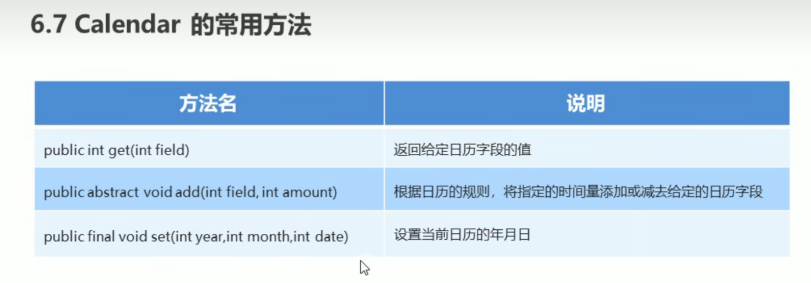 6.7 Calendar 的常用方法
方法名 说明
public int get(int field) 返回给定日历字段的值
public abstract void add(int field, int amount) 根据日历的规则，将指定的时间量添加或减去给定的日历字段
public final void set(int year,int month,int date) 设置当前日历的年月日